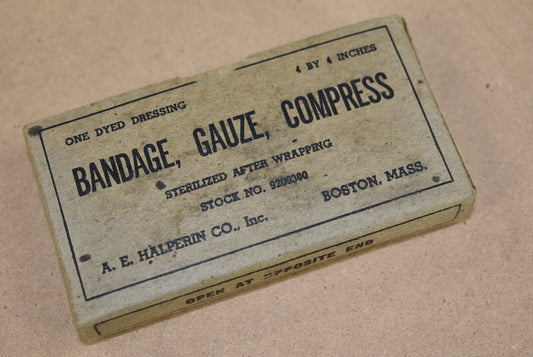 ONE DYED DRESSING
4 BY 4 INCHES
BANDAGE, GAUZE, COMPRESS
STERILIZED AFTER WRAPPING
STOCK NO. 9200300
A. E. HALPERIN CO., Inc.
BOSTON, MASS.
OPEN AT OPPOSITE END